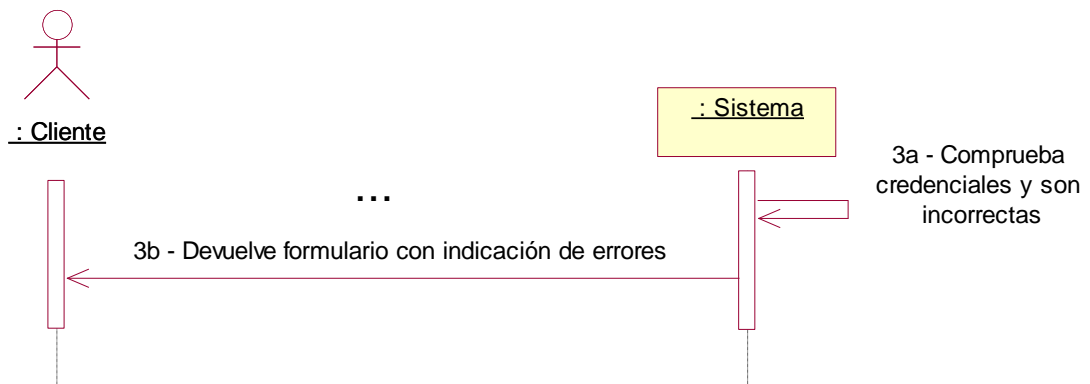 : Cliente
: Sistema
3a - Comprueba
credenciales y son
incorrectas
...
3b - Devuelve formulario con indicación de errores